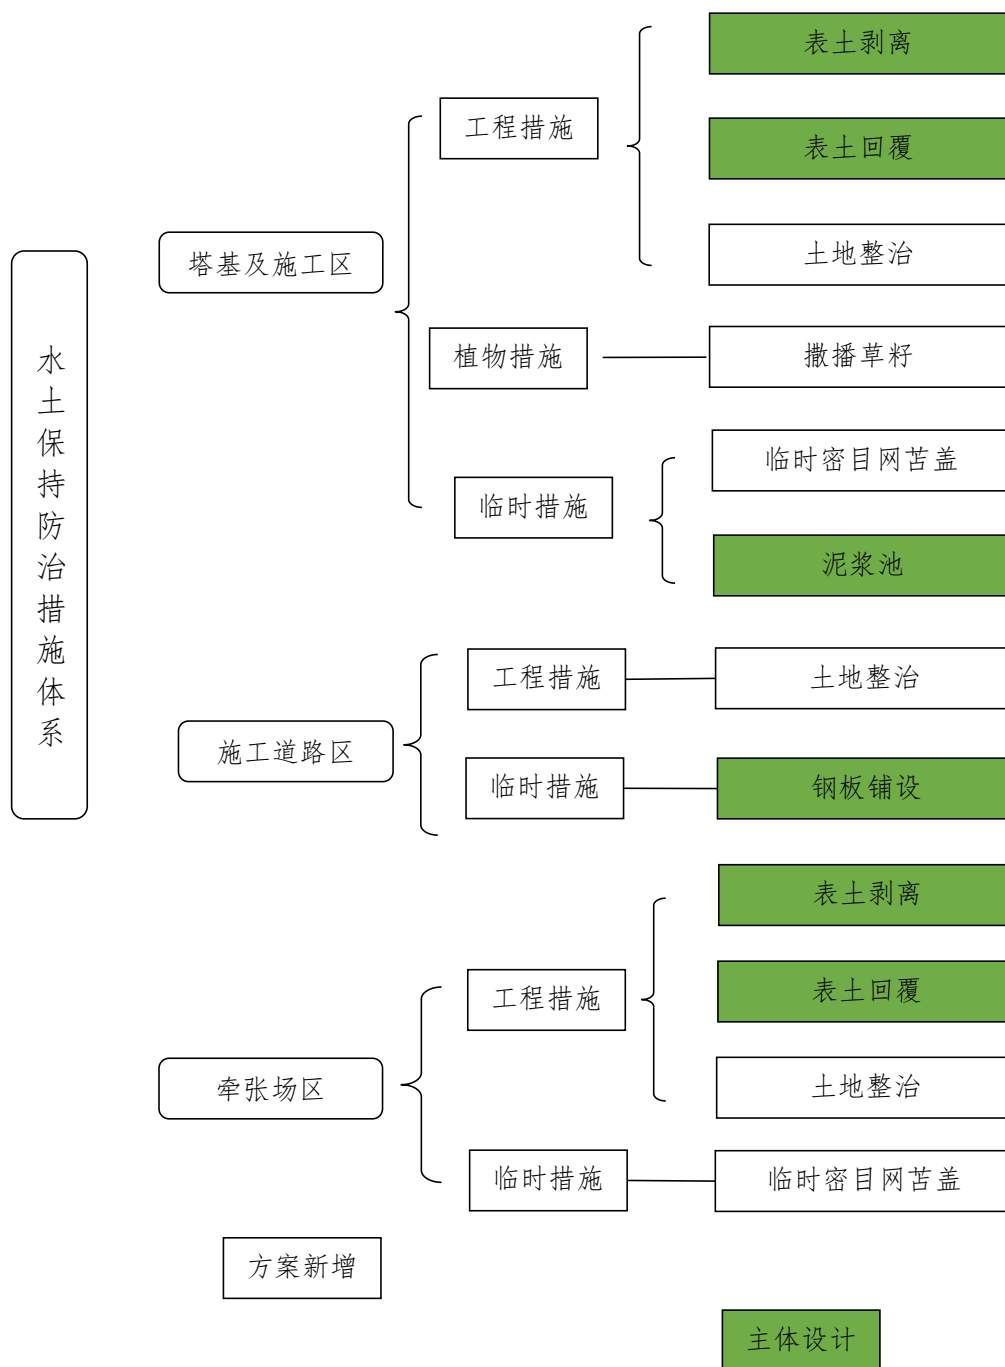 水土保持防治措施体系
塔基及施工区
工程措施
表土剥离
表土回覆
土地整治
植物措施
撒播草籽
临时措施
临时密目网苫盖
泥浆池
施工道路区
工程措施
土地整治
临时措施
钢板铺设
牵张场区
工程措施
表土剥离
表土回覆
土地整治
临时措施
临时密目网苫盖
方案新增
主体设计